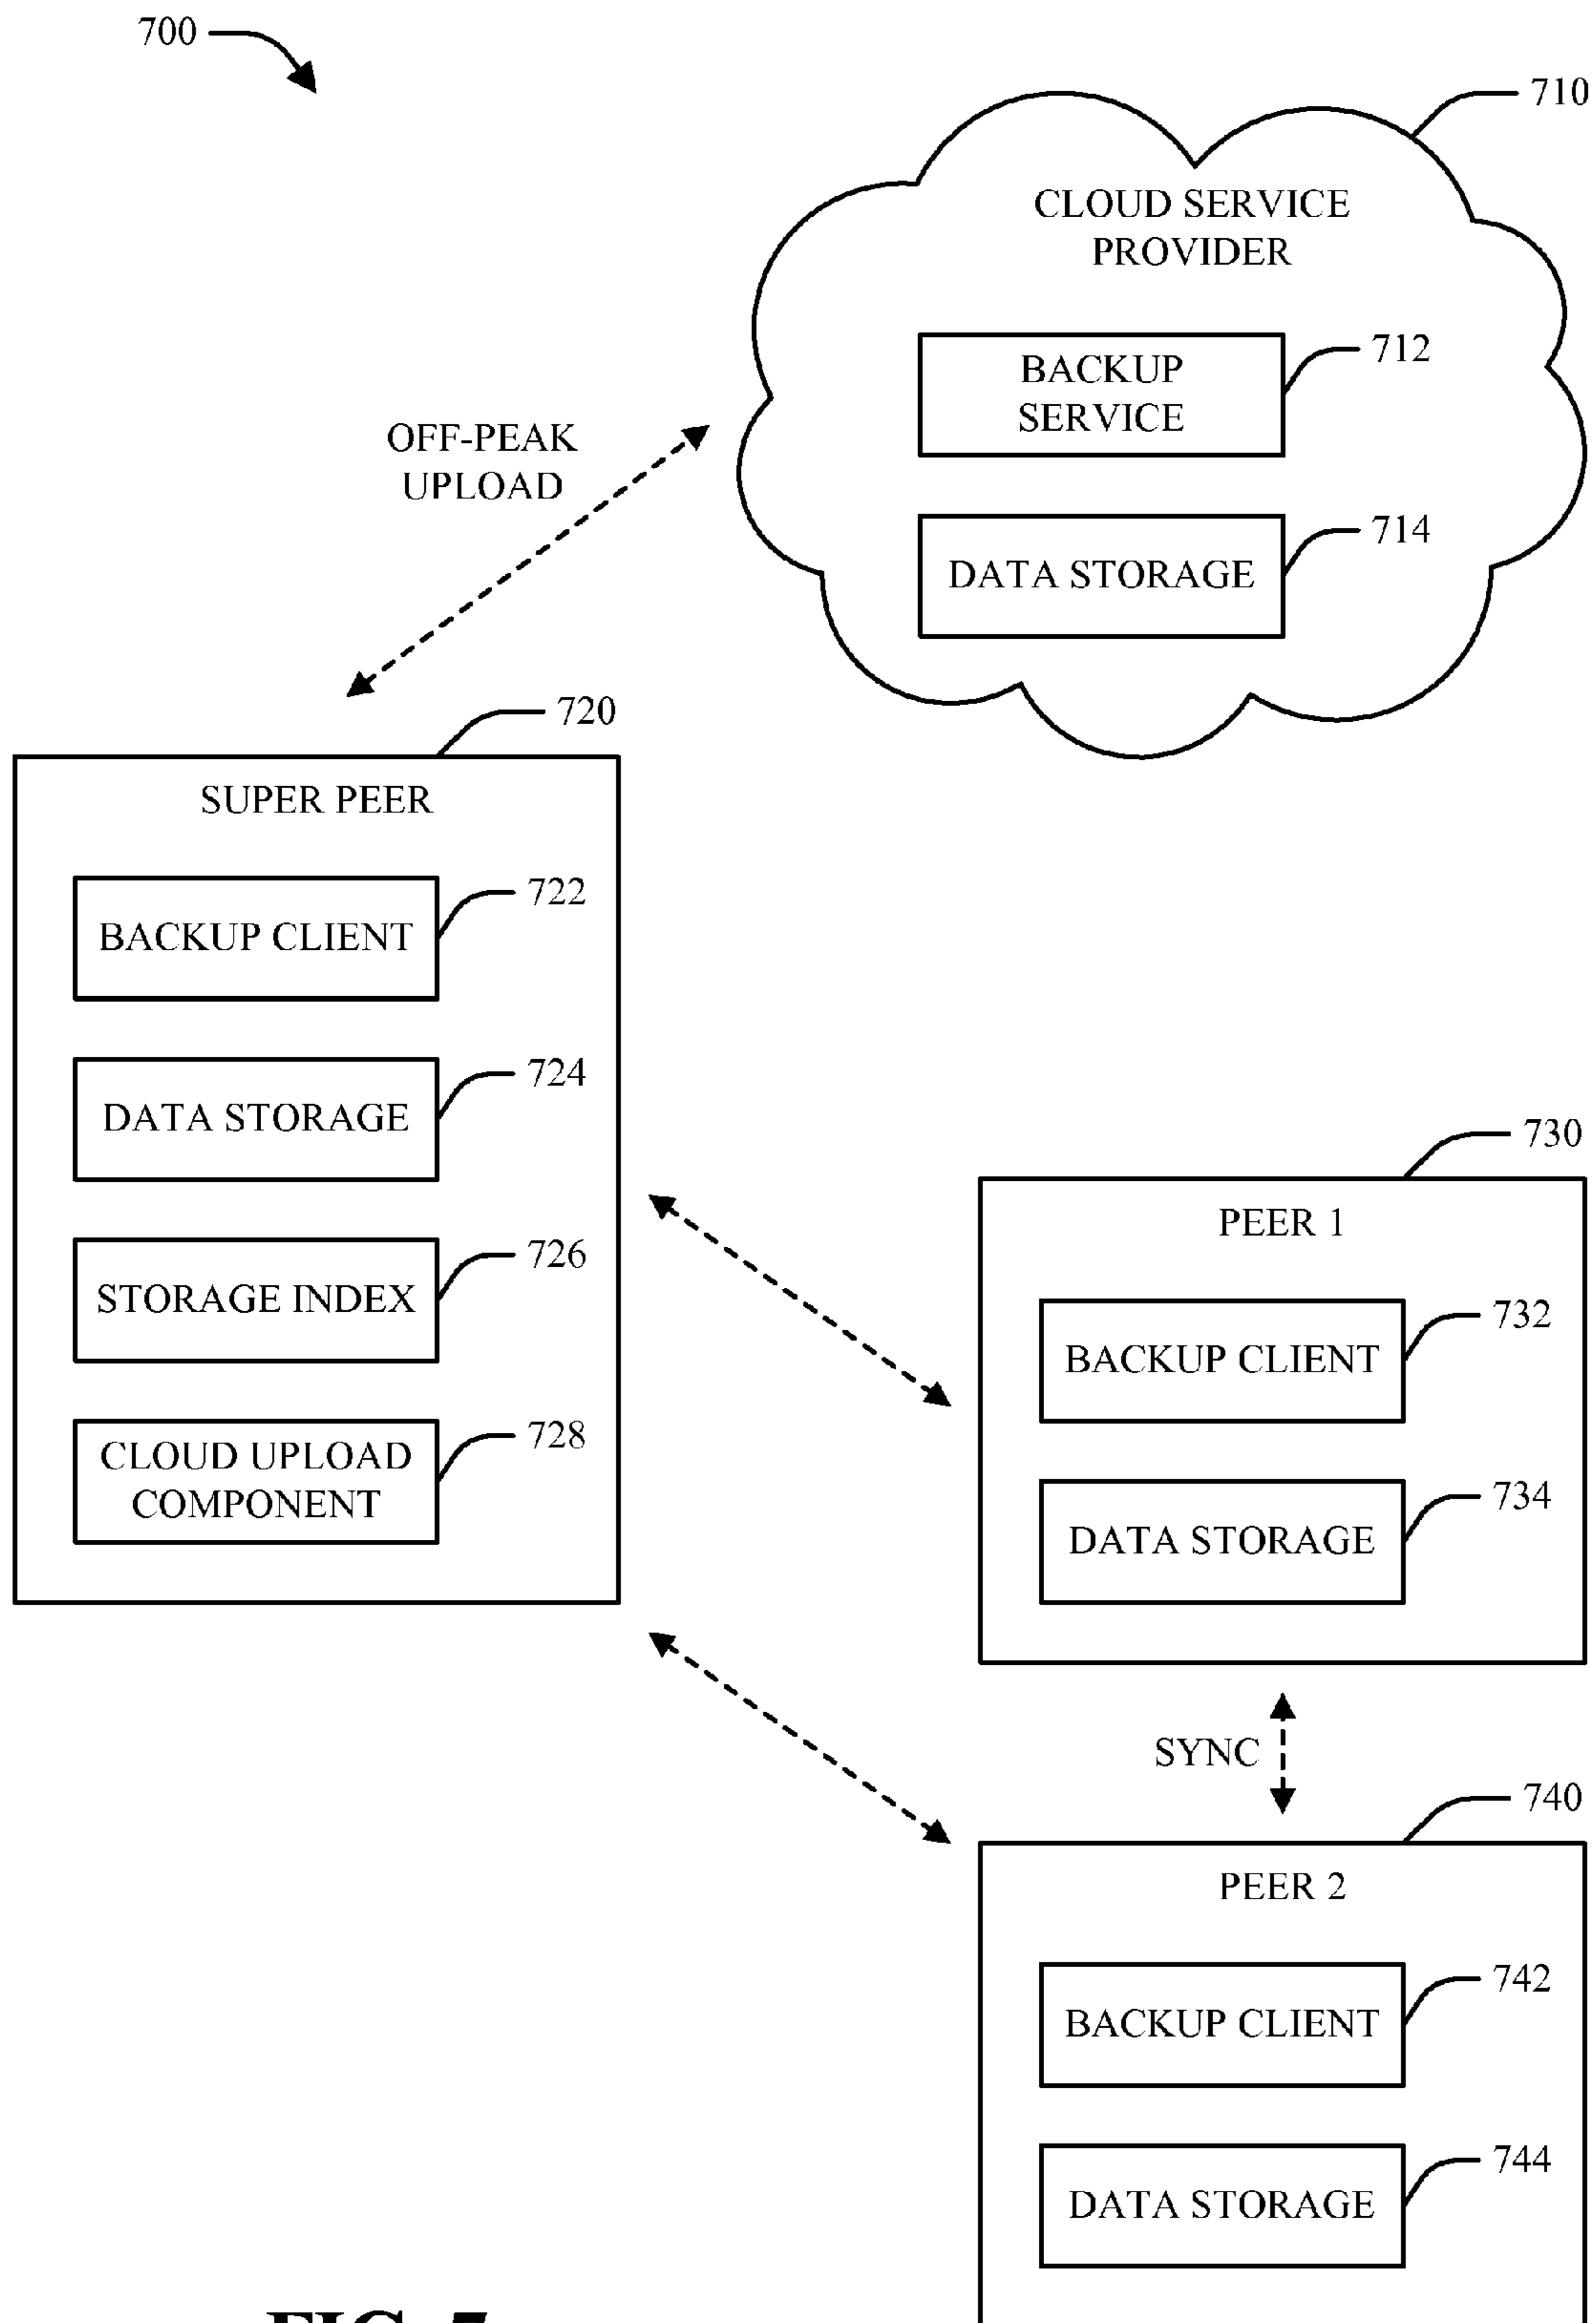 700
710
CLOUD SERVICE
PROVIDER
BACKUP
SERVICE
712
DATA STORAGE
714
OFF-PEAK
UPLOAD
720
SUPER PEER
BACKUP CLIENT
722
DATA STORAGE
724
STORAGE INDEX
726
CLOUD UPLOAD
COMPONENT
728
730
PEER 1
BACKUP CLIENT
732
DATA STORAGE
734
SYNC
740
PEER 2
BACKUP CLIENT
742
DATA STORAGE
744
FIG. 7